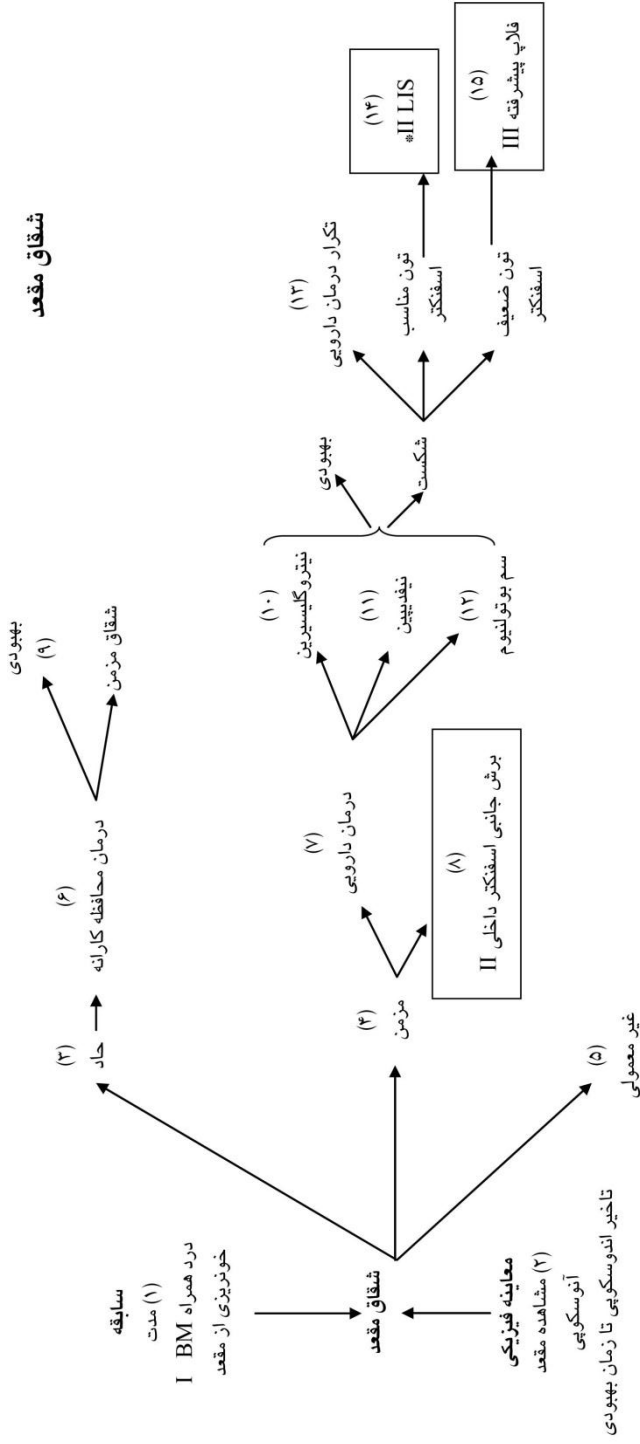 شقاق مقعد
سابقه
(۱) مدت
درد همراه I BM
خونریزی از مقعد
شقاق مقعد
معاینه فیزیکی
(۲) مشاهده مقعد
آنوسکوپی
تاخیر اندوسکوپی تا زمان بهبودی
(۳)
حاد
(۴)
مزمن
(۵)
غیر معمولی
(۶)
درمان محافظه کارانه
(۷)
درمان دارویی
(۸)
برش جانبی اسفنکتر داخلی II
بهبودی
(۹)
شقاق مزمن
(۱۰)
نیتروگلیسیرین
(۱۱)
نیفدیپین
(۱۲)
سم بوتولنیوم
بهبودی
شکست
(۱۳)
تکرار درمان دارویی
تون مناسب
اسفنکتر
تون ضعیف
اسفنکتر
(۱۴)
*II LIS
(۱۵)
فلاپ پیشرفته III